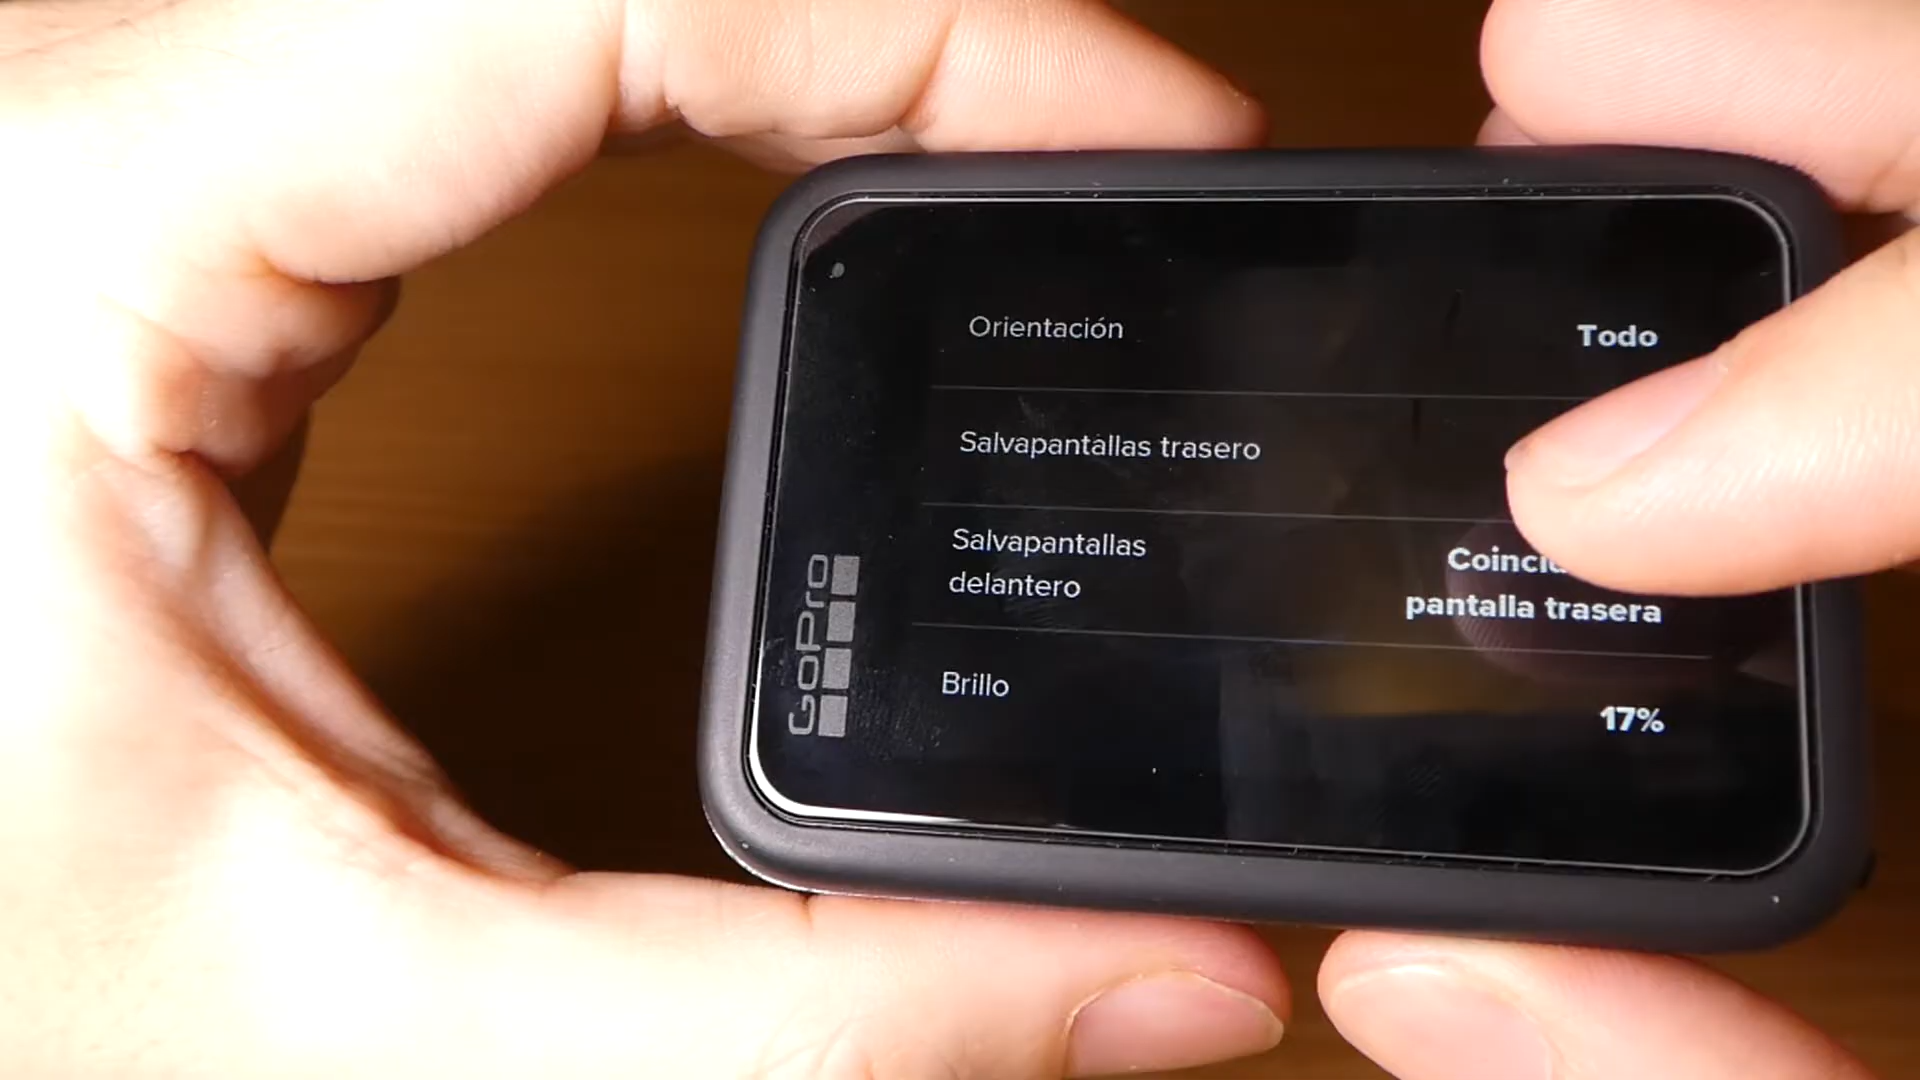 Orientación
Todo
Salvapantallas trasero
Salvapantallas
delantero
pantalla trasera
Brillo
17%
GoPro